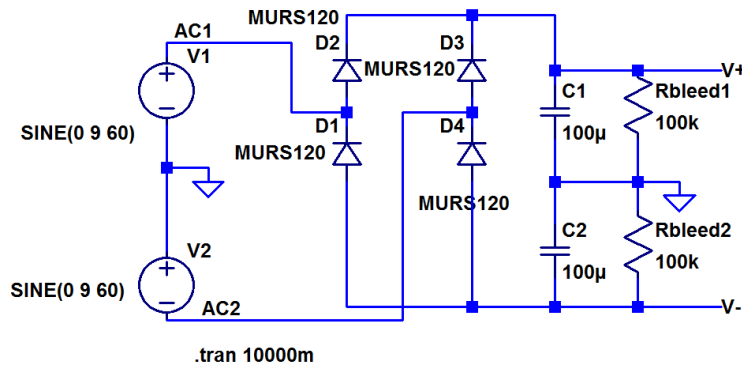 MURS120
AC1
D2
D3
V1
MURS120
V+
C1
Rbleed1
SINE(0 9 60)
D1
D4
100µ
100k
MURS120
MURS120
V2
C2
Rbleed2
100µ
100k
SINE(0 9 60)
AC2
V-
.tran 10000m